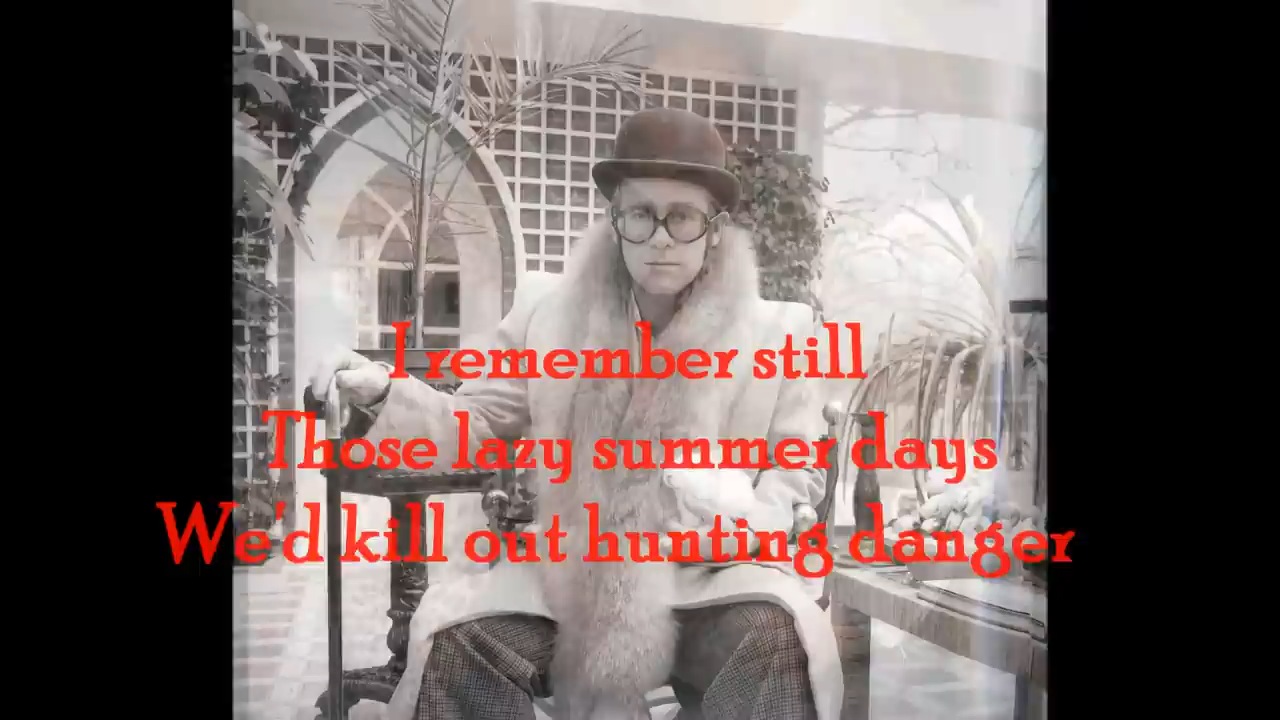 I remember still
Those lazy summer days
We'd kill out hunting danger